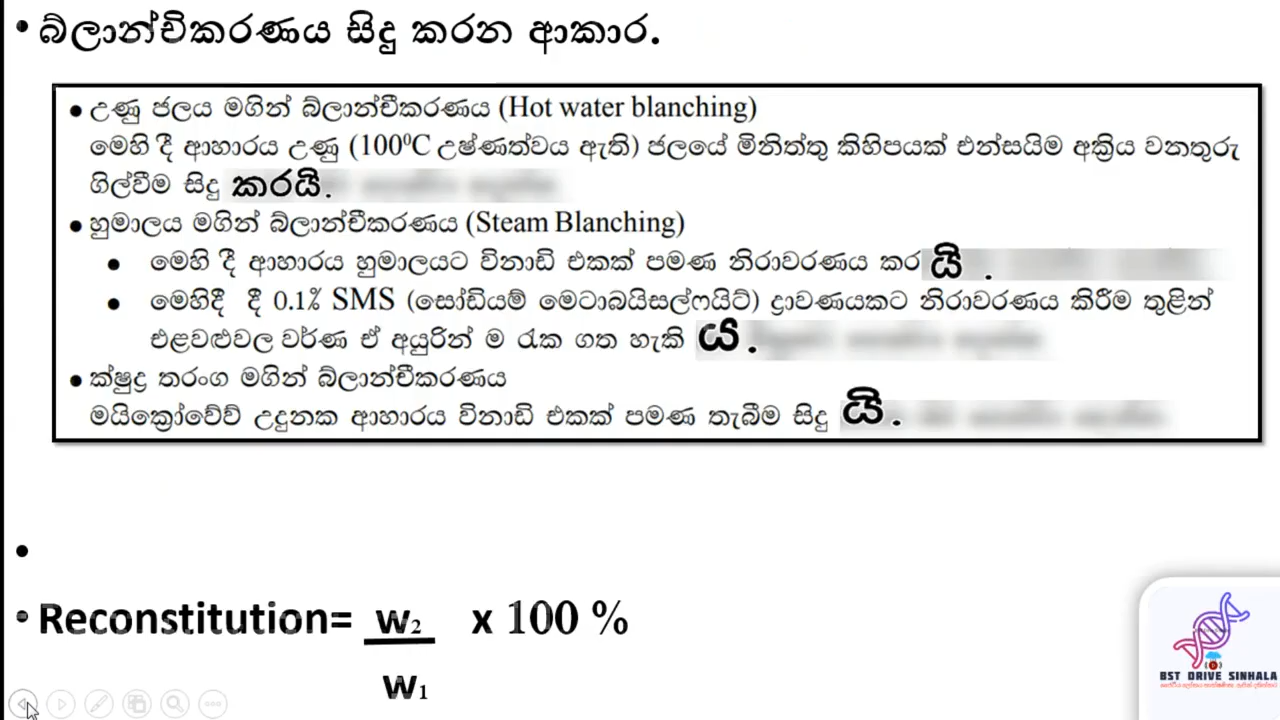 • බ්ලාන්චිකරණය සිදු කරන ආකාර.
• උණු ජලය මගින් බ්ලාන්චීකරණය (Hot water blanching)
මෙහි දී ආහාරය උණු (100⁰C උෂ්ණත්වය ඇති) ජලයේ මිනිත්තු කිහිපයක් එන්සයිම අක්‍රිය වනතුරු
ගිල්වීම සිදු කරයි.
• හුමාලය මගින් බ්ලාන්චීකරණය (Steam Blanching)
• මෙහි දී ආහාරය හුමාලයට විනාඩි එකක් පමණ නිරාවරණය කරයි.
• මෙහිදී දී 0.1% SMS (සෝඩියම් මෙටාබයිසල්ෆයිට්) ද්‍රාවණයකට නිරාවරණය කිරීම තුළින්
එළවළුවල වර්ණ ඒ අයුරින් ම රැක ගත හැකි ය.
• ක්ෂුද්‍ර තරංග මගින් බ්ලාන්චීකරණය
මයික්‍රෝවේව් උදුනක ආහාරය විනාඩි එකක් පමණ තැබීම සිදු යි.
•
• Reconstitution= w₂ x 100 %
w₁
BST DRIVE SINHALA